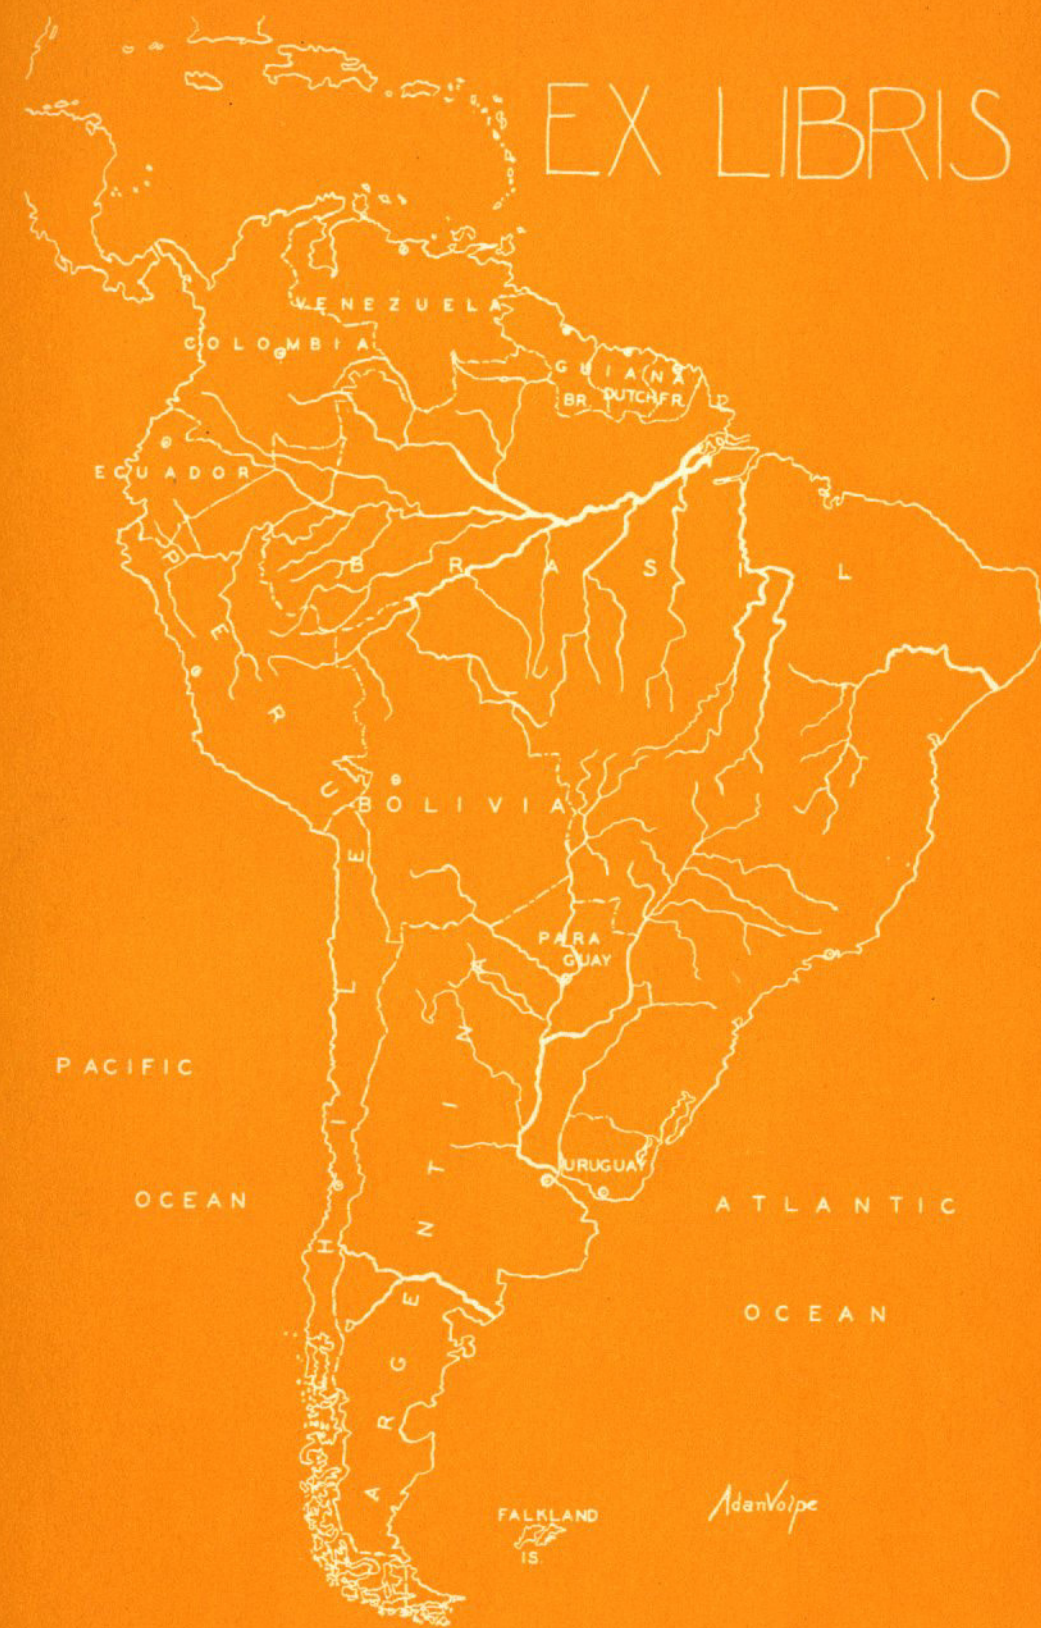 EX LIBRIS
VENEZUELA
COLOMBIA
GUIANA
BR. DUTCH FR.
ECUADOR
PERU
BRASIL
BOLIVIA
CHILE
PARA
GUAY
ARGENTINA
PACIFIC
OCEAN
URUGUAY
ATLANTIC
OCEAN
FALKLAND
IS.
AdanVolpe